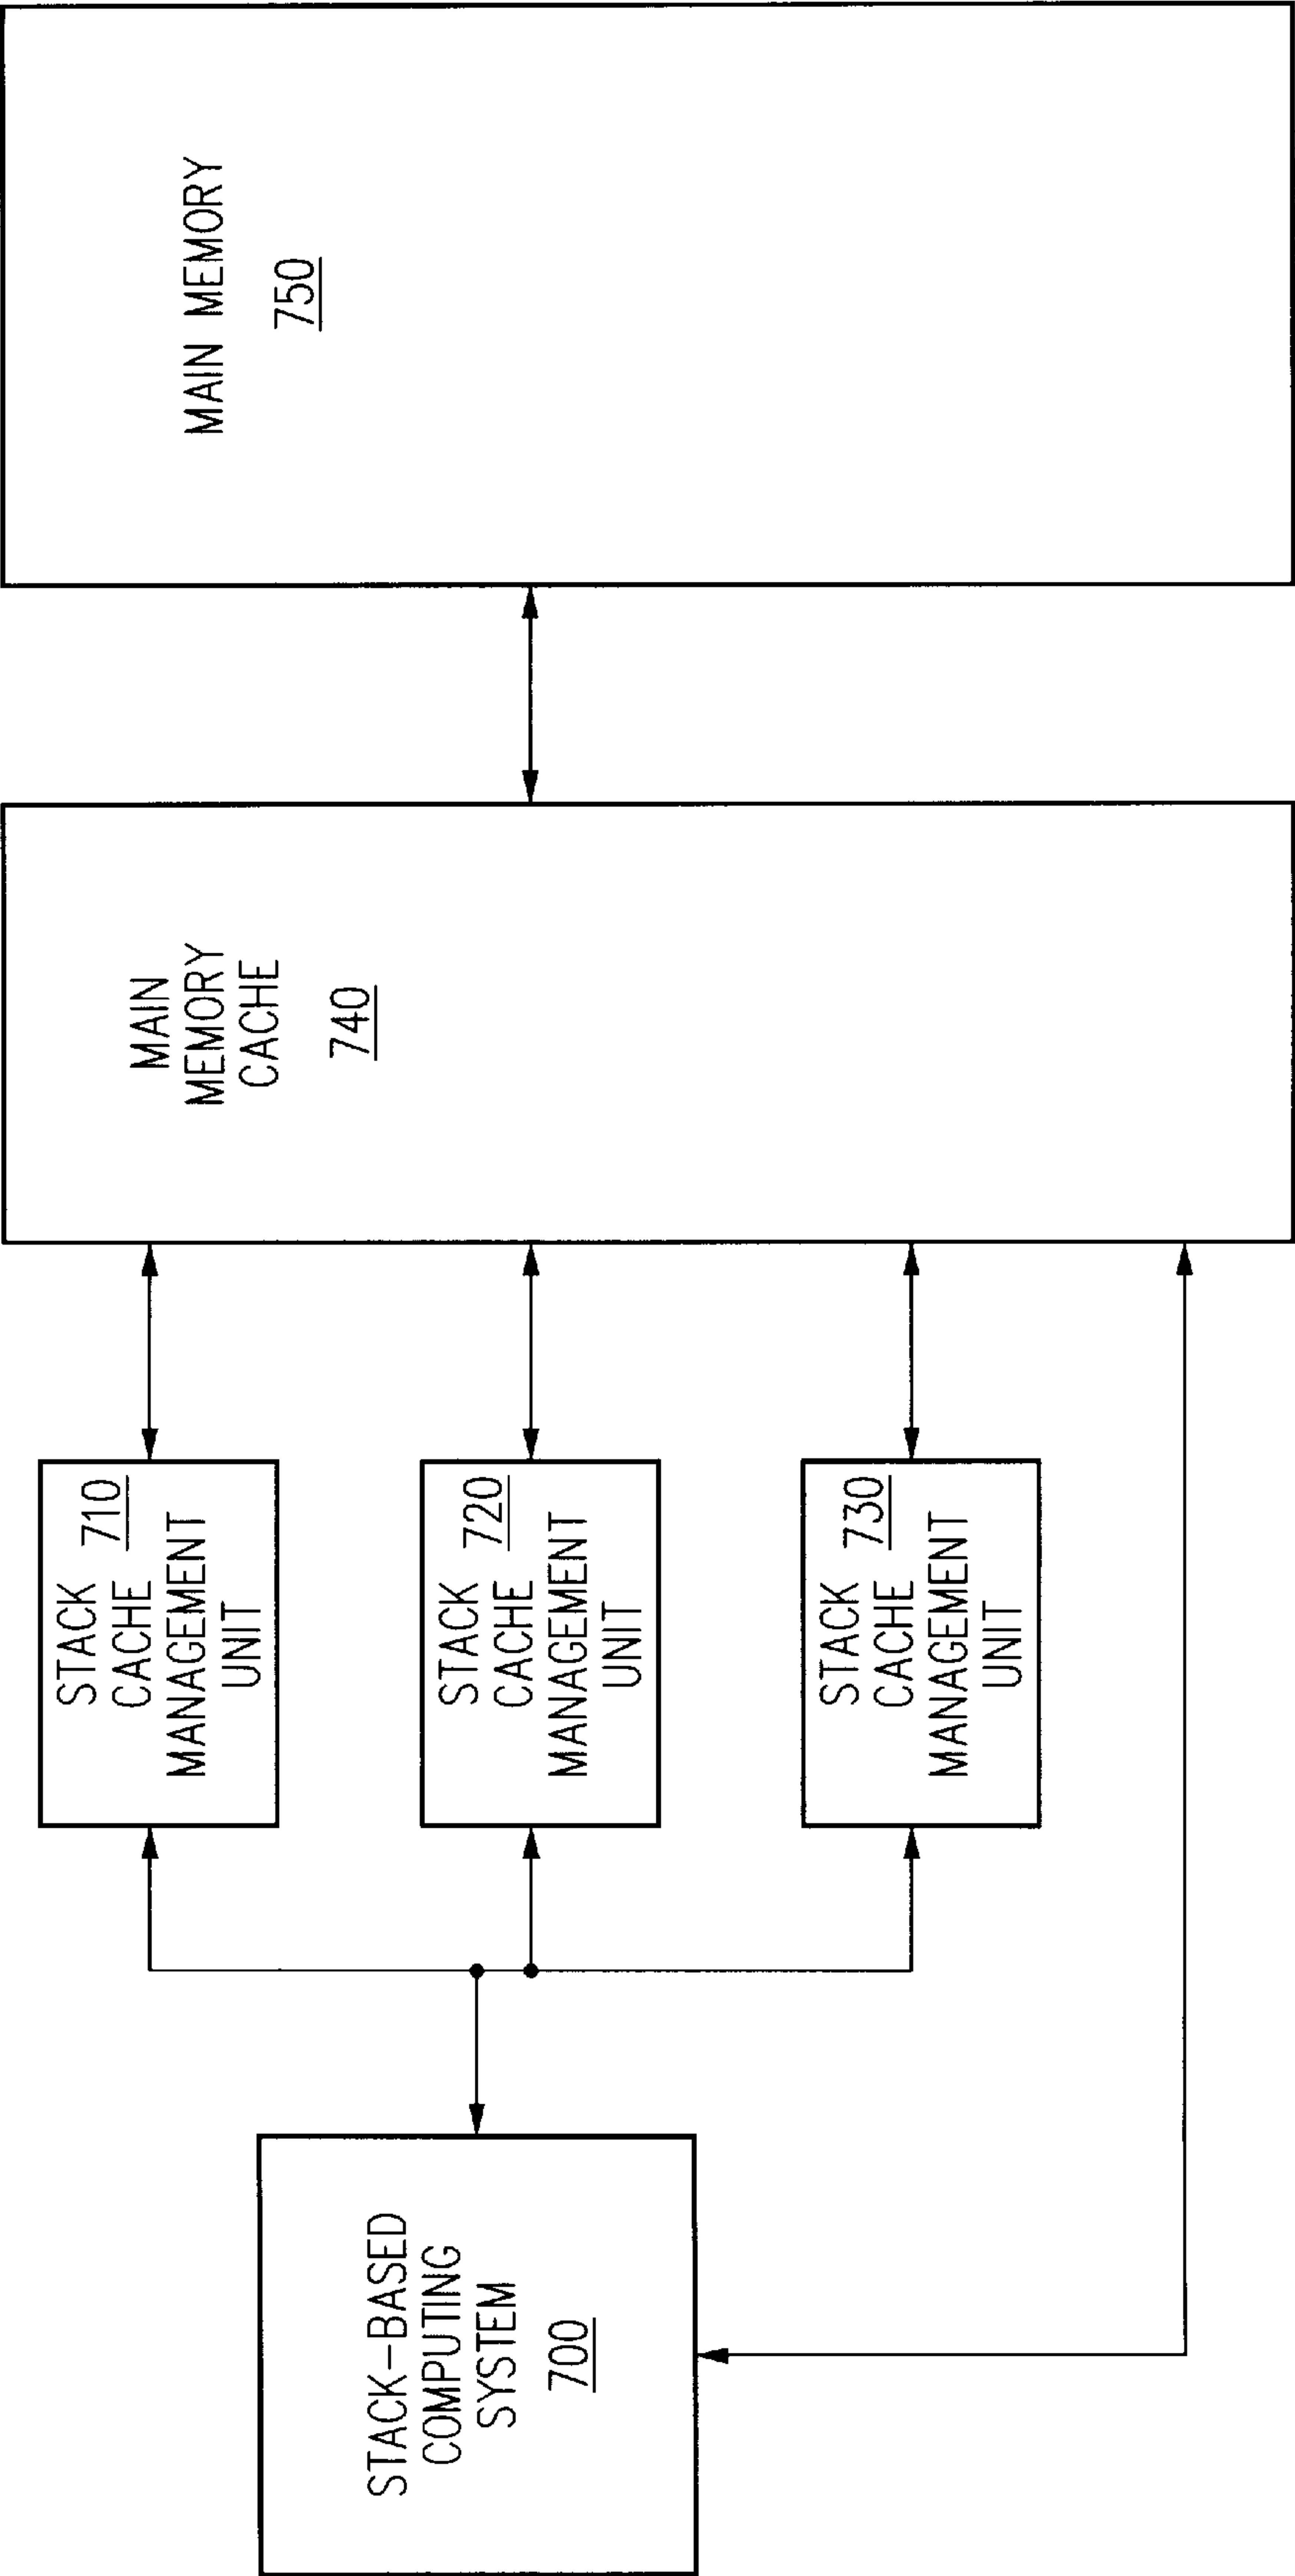 STACK-BASED
COMPUTING
SYSTEM
700
STACK
CACHE 710
MANAGEMENT
UNIT
STACK
CACHE 720
MANAGEMENT
UNIT
STACK
CACHE 730
MANAGEMENT
UNIT
MAIN
MEMORY
CACHE
740
MAIN MEMORY
750